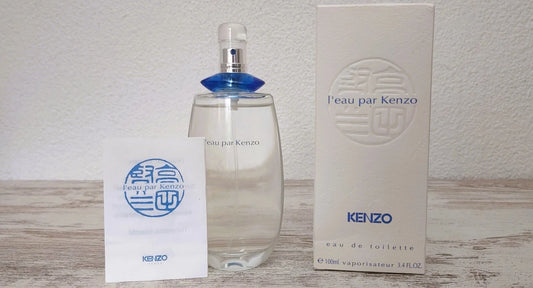 l'eau par Kenzo
l'eau par Kenzo
KENZO
l'eau par Kenzo
KENZO
eau de toilette
℮ 100ml. vaporisateur 3.4 FL.OZ.